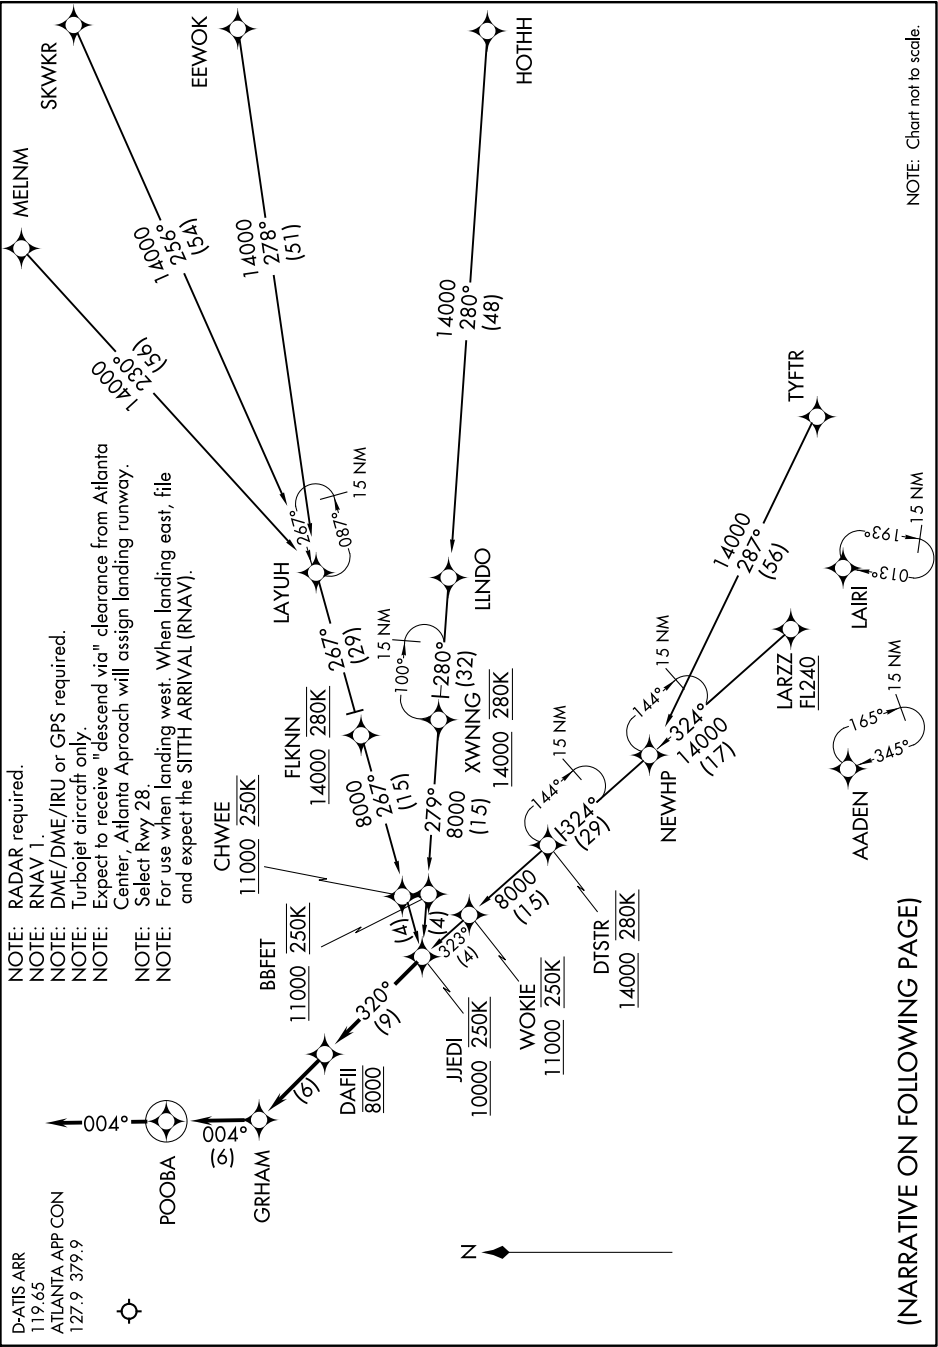 D-ATIS ARR
119.65
ATLANTA APP CON
127.9 379.9
NOTE: RADAR required.
NOTE: RNAV 1.
NOTE: DME/DME/IRU or GPS required.
NOTE: Turbojet aircraft only.
NOTE: Expect to receive "descend via" clearance from Atlanta
Center, Atlanta Aproach will assign landing runway.
NOTE: Select Rwy 28.
NOTE: For use when landing west. When landing east, file
and expect the SITTH ARRIVAL (RNAV).
MELNM
14000
230°
(56)
SKWKR
14000
256°
(54)
EEWOK
14000
278°
(51)
HOTHH
14000
280°
(48)
LAYUH
267°
087°
15 NM
267°
(29)
FLKNN
14000 280K
8000
267°
(15)
CHWEE
11000 250K
(4)
LLNDO
280°
(32)
100°
15 NM
XWNNG
14000 280K
279°
8000
(15)
BBFET
11000 250K
(4)
TYFTR
14000
287°
(56)
LARZZ
FL240
324°
14000
(17)
NEWHP
144°
15 NM
324°
(29)
144°
15 NM
DTSTR
14000 280K
8000
(15)
WOKIE
11000 250K
323°
(4)
JJEDI
10000 250K
320°
(9)
DAFII
8000
(6)
GRHAM
004°
(6)
POOBA
004°
N
LAIRI
193°
013°
15 NM
AADEN
165°
345°
15 NM
NOTE: Chart not to scale.
(NARRATIVE ON FOLLOWING PAGE)